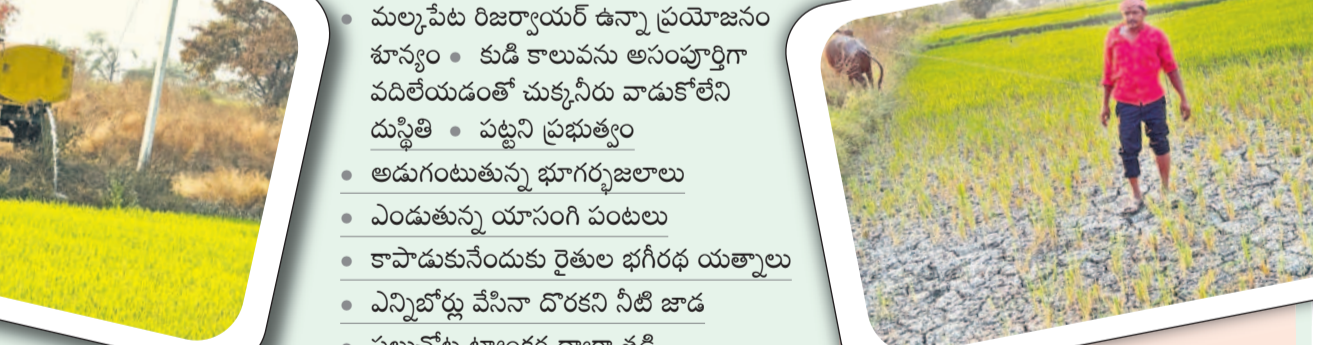 • మల్కపేట రిజర్వాయర్ ఉన్నా ప్రయోజనం
శూన్యం • కుడి కాలువను అసంపూర్తిగా
వదిలేయడంతో చుక్కనీరు వాడుకోలేని
దుస్థితి • పట్టని ప్రభుత్వం
• అడుగంటుతున్న భూగర్భజలాలు
• ఎండుతున్న యాసంగి పంటలు
• కాపాడుకునేందుకు రైతుల భగీరథ యత్నాలు
• ఎన్నిబోర్లు వేసినా దొరకని నీటి జాడ